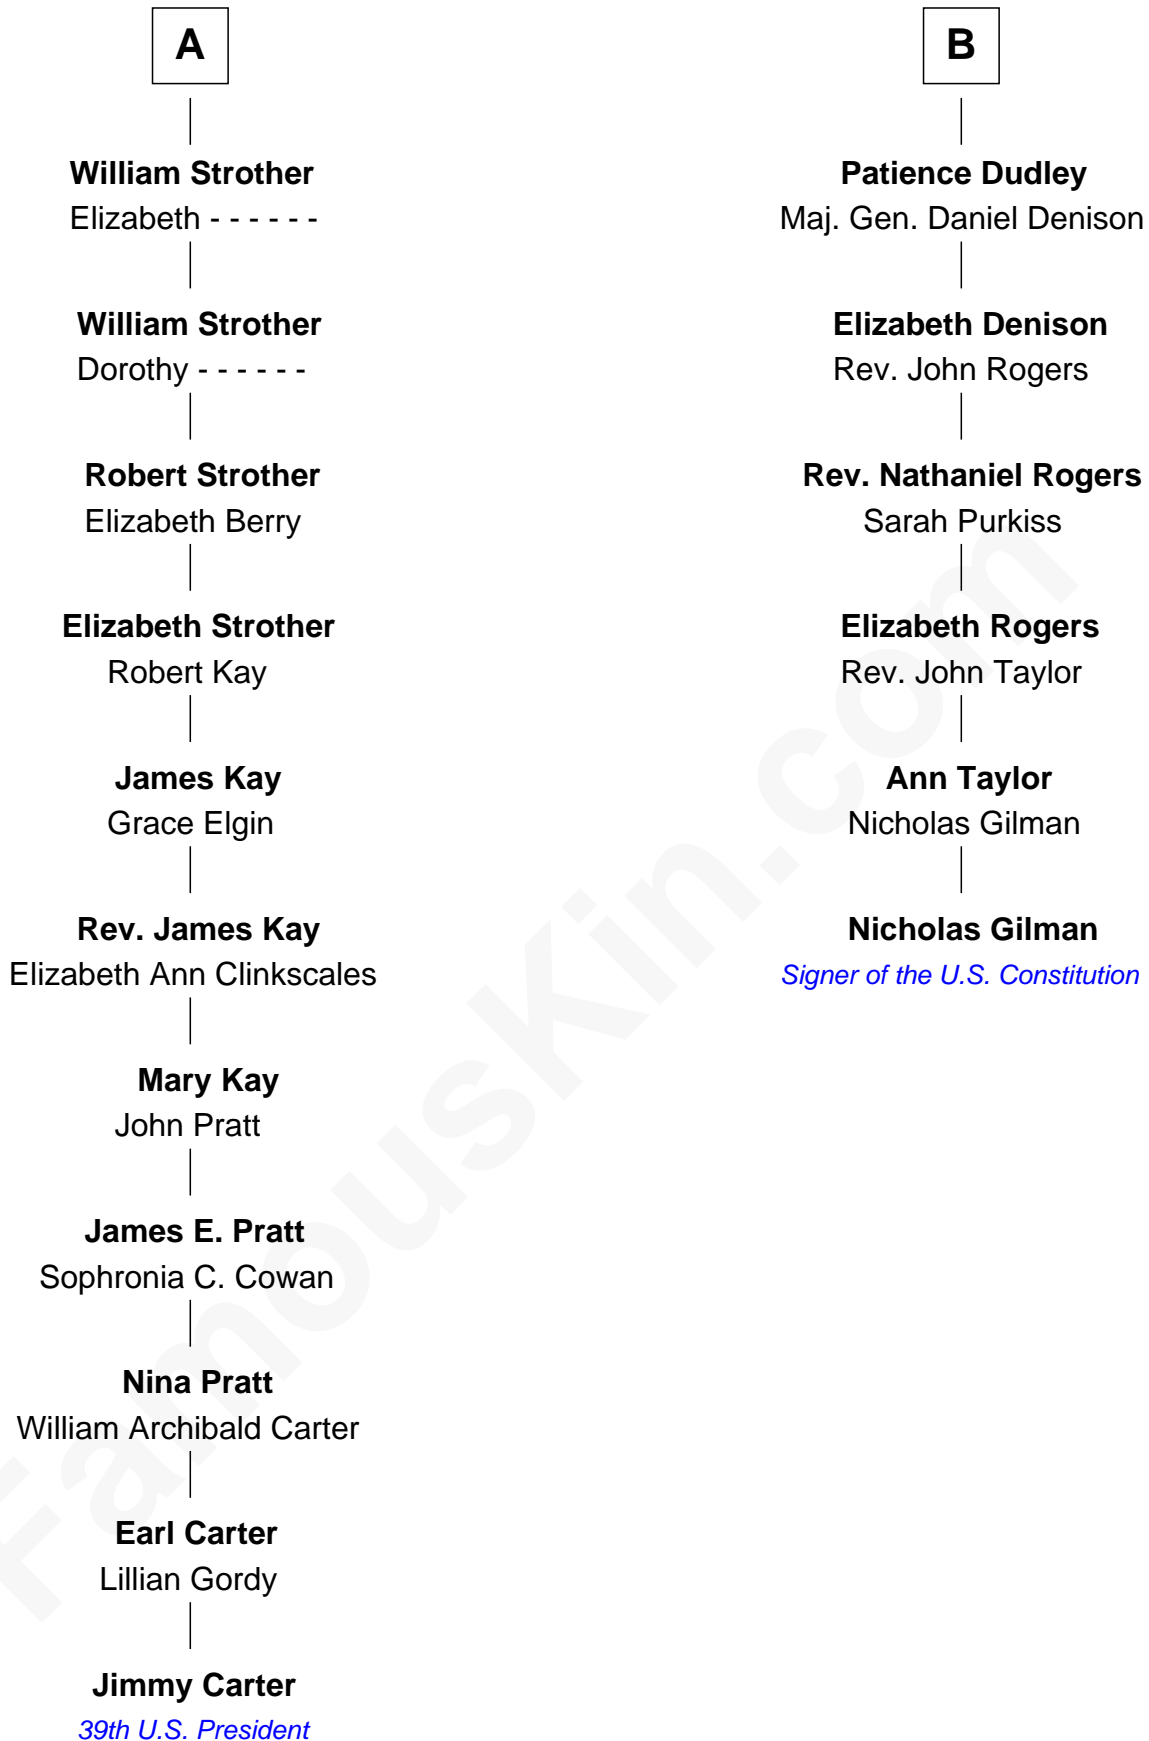 A
William Strother
Elizabeth - - - - - -
William Strother
Dorothy - - - - - -
Robert Strother
Elizabeth Berry
Elizabeth Strother
Robert Kay
James Kay
Grace Elgin
Rev. James Kay
Elizabeth Ann Clinkscales
Mary Kay
John Pratt
James E. Pratt
Sophronia C. Cowan
Nina Pratt
William Archibald Carter
Earl Carter
Lillian Gordy
Jimmy Carter
39th U.S. President
B
Patience Dudley
Maj. Gen. Daniel Denison
Elizabeth Denison
Rev. John Rogers
Rev. Nathaniel Rogers
Sarah Purkiss
Elizabeth Rogers
Rev. John Taylor
Ann Taylor
Nicholas Gilman
Nicholas Gilman
Signer of the U.S. Constitution
FamousKin.com